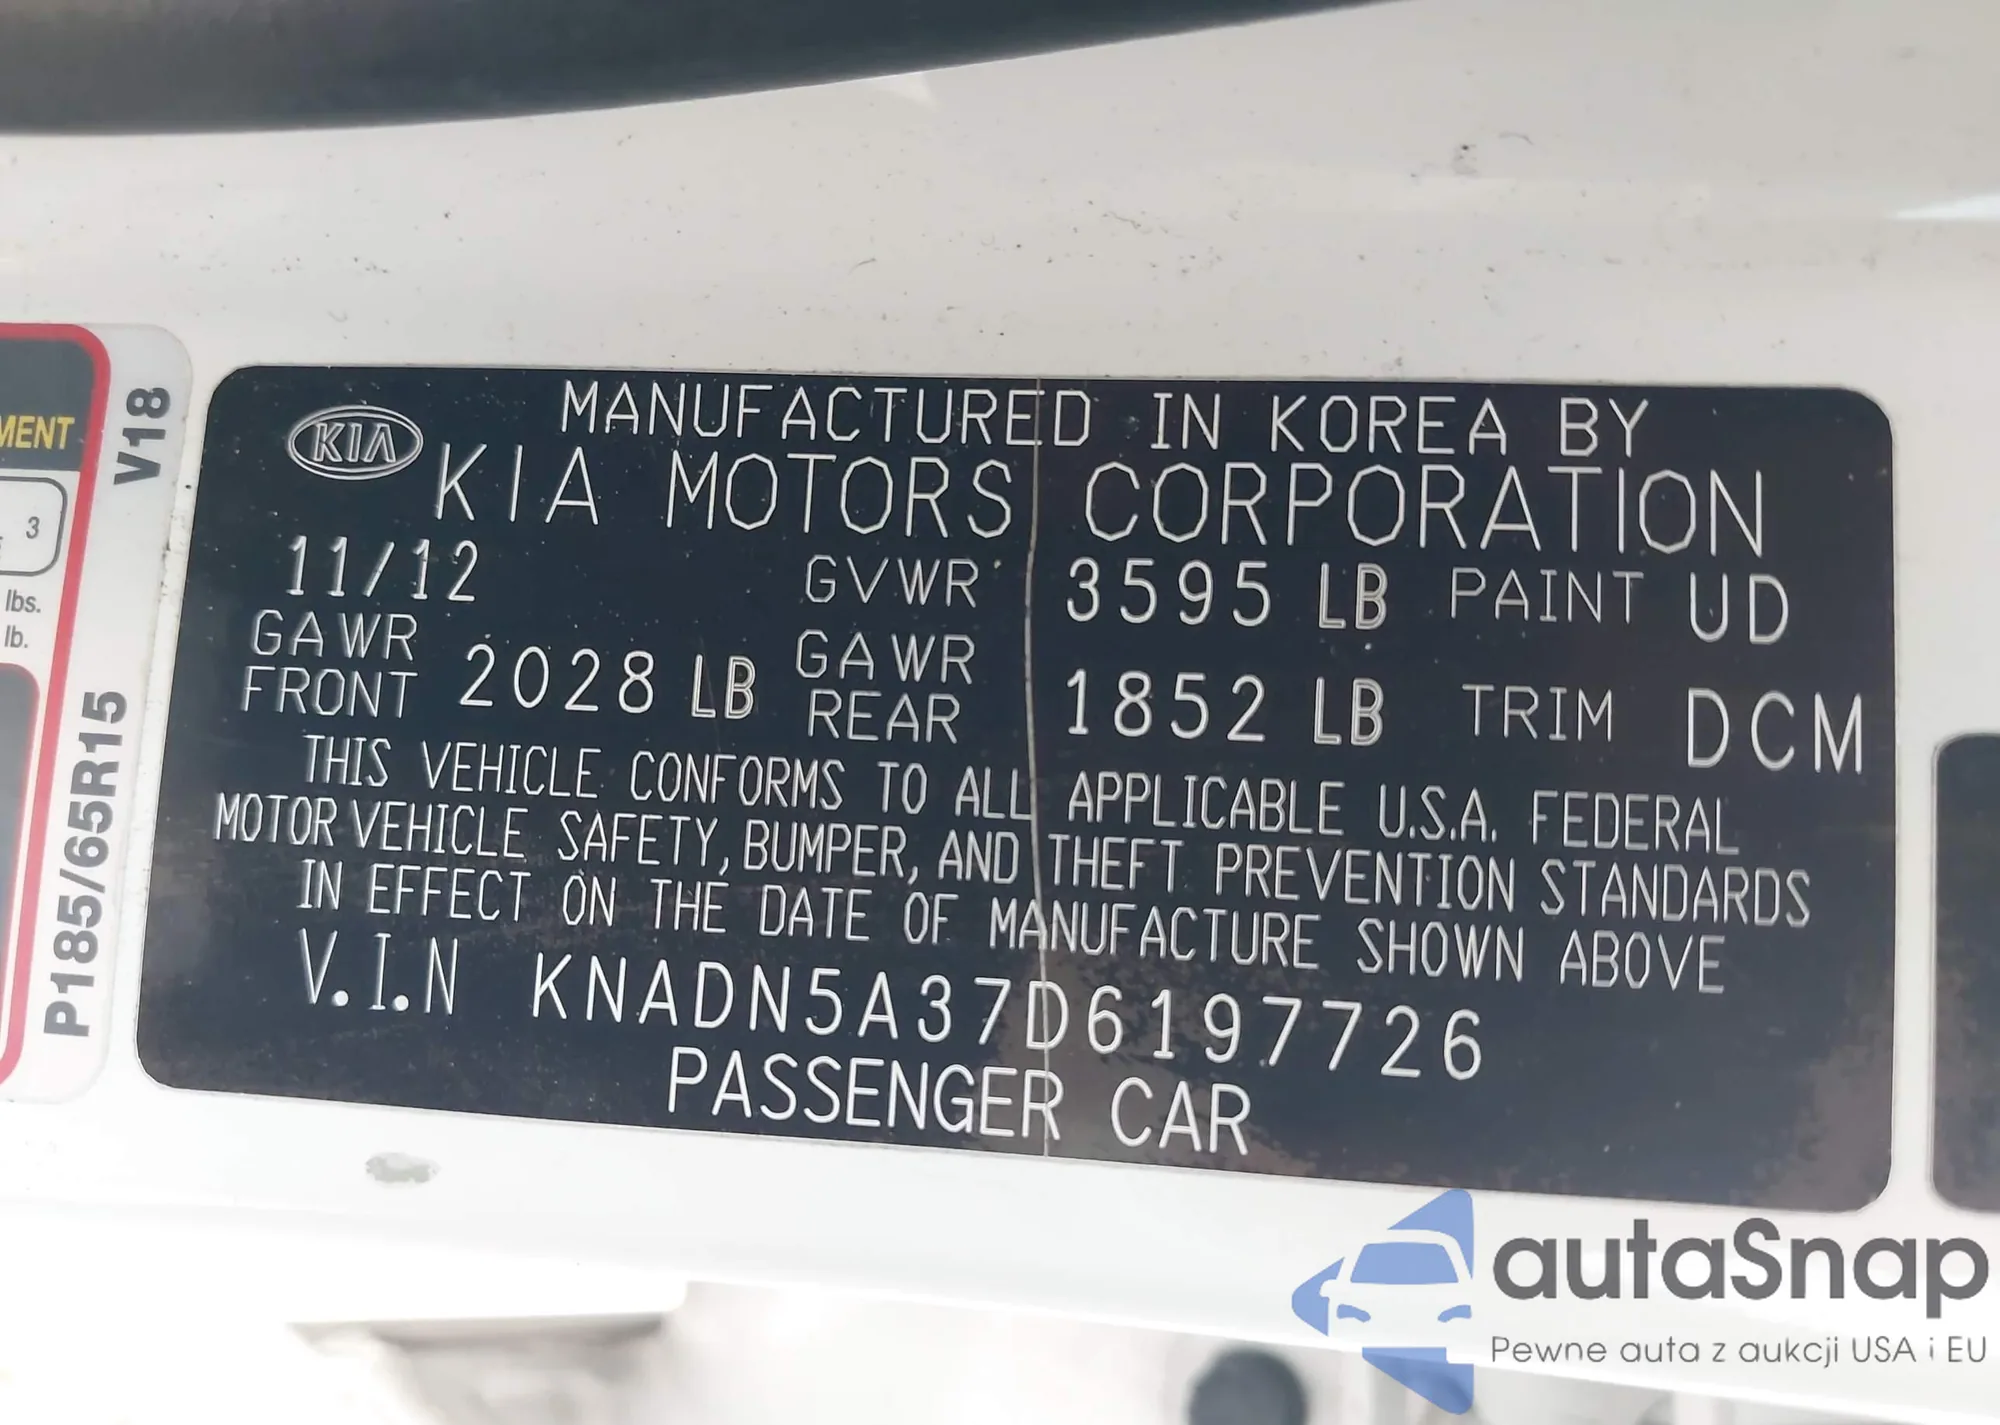 MENT
3
lbs.
lb.
V18
P185/65R15
KIA
MANUFACTURED IN KOREA BY
KIA MOTORS CORPORATION
11/12 GVWR 3595 LB PAINT UD
GAWR FRONT 2028 LB GAWR REAR 1852 LB TRIM DCM
THIS VEHICLE CONFORMS TO ALL APPLICABLE U.S.A. FEDERAL
MOTOR VEHICLE SAFETY, BUMPER, AND THEFT PREVENTION STANDARDS
IN EFFECT ON THE DATE OF MANUFACTURE SHOWN ABOVE
V.I.N KNADN5A37D6197726
PASSENGER CAR
autaSnap
Pewne auta z aukcji USA i EU